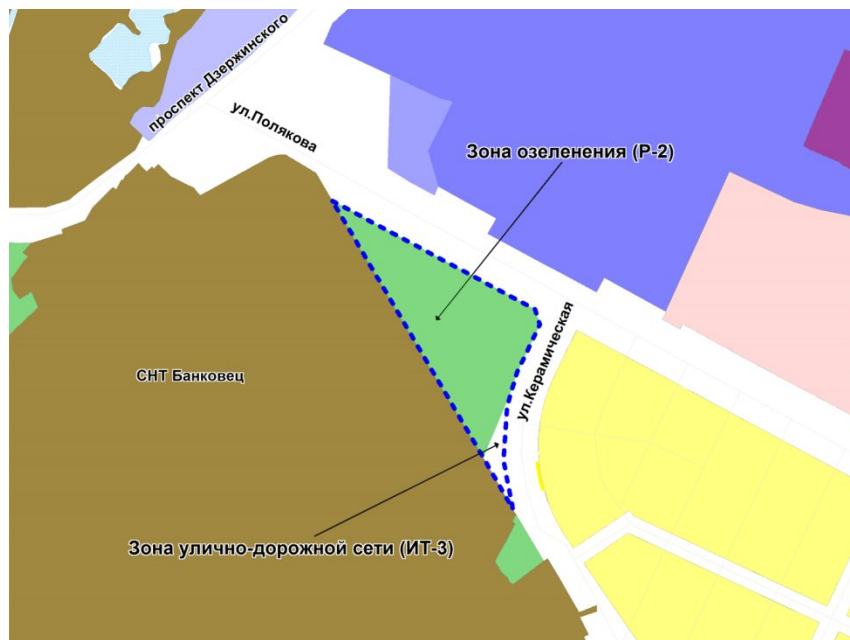 проспект Дзержинского
ул.Полякова
Зона озеленения (Р-2)
ул.Керамическая
СНТ Банковец
Зона улично-дорожной сети (ИТ-3)